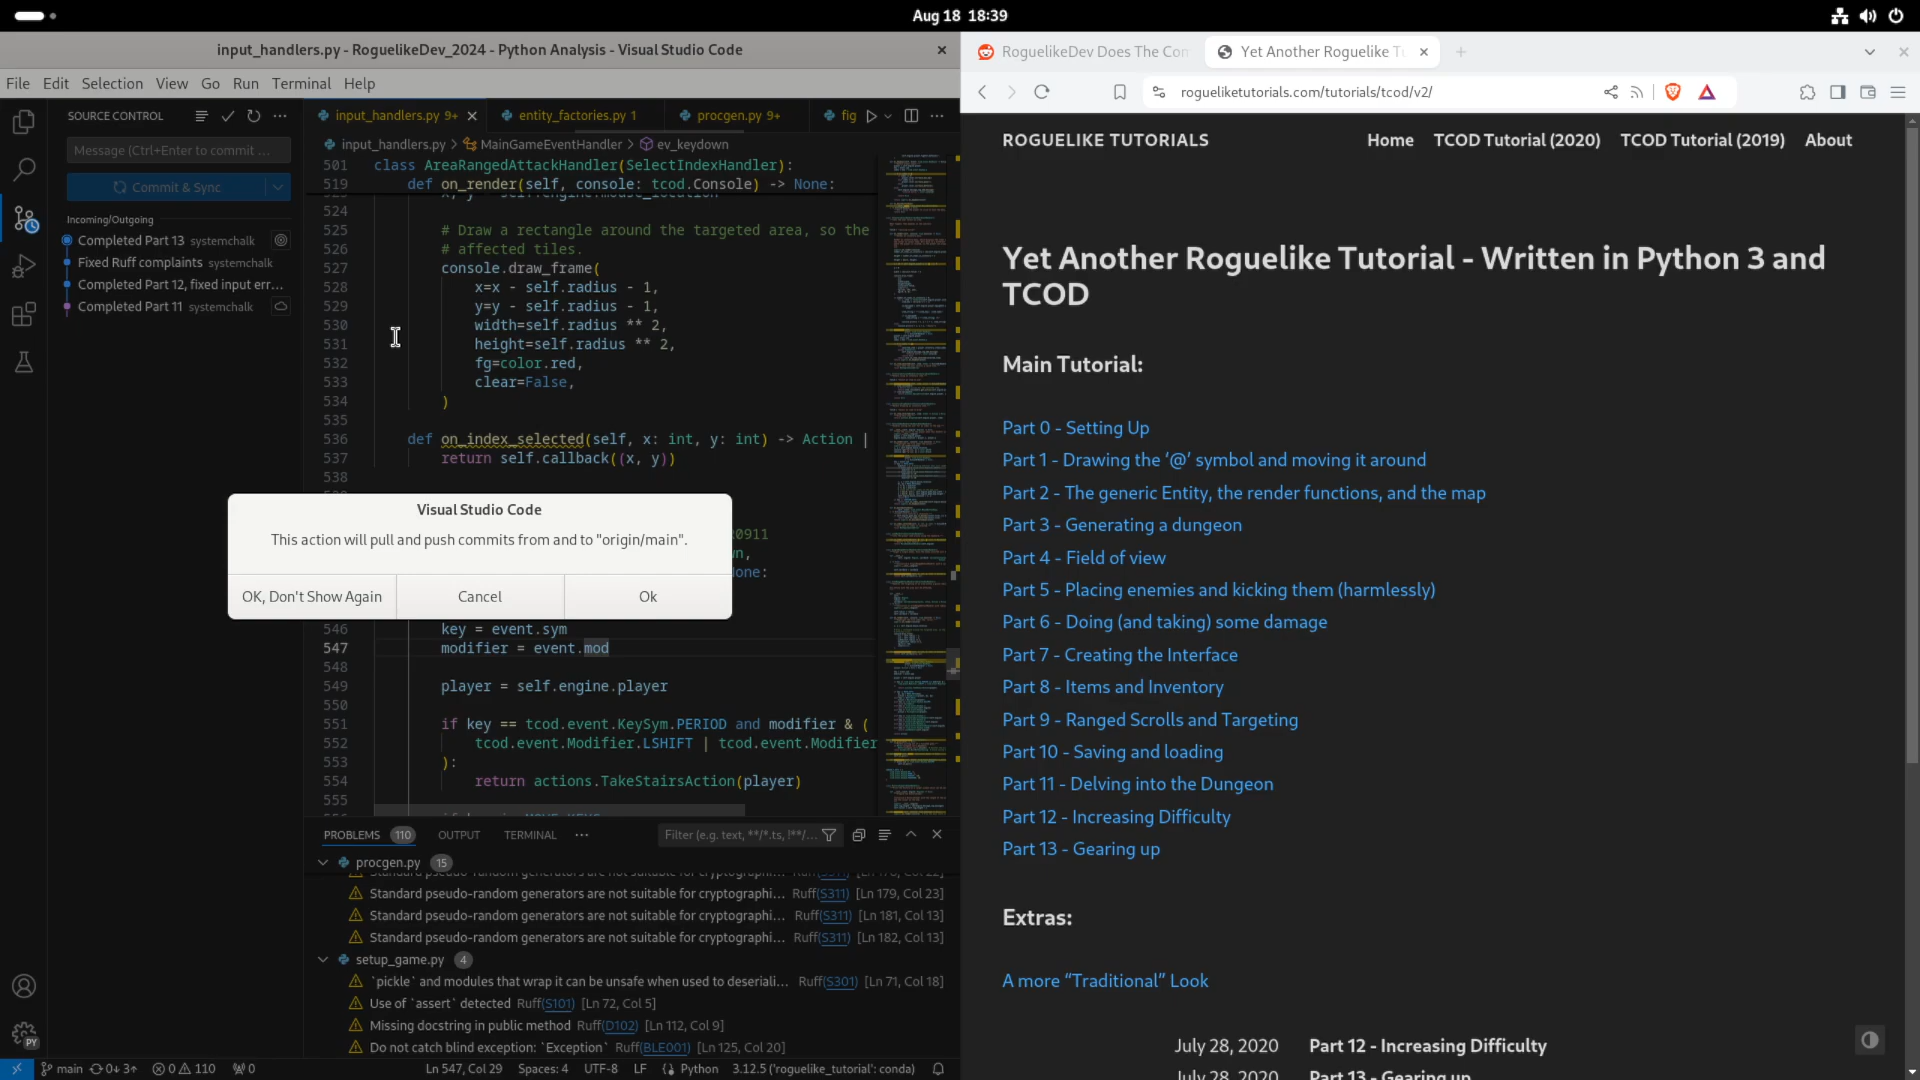 Aug 18 18:39
input_handlers.py - RoguelikeDev_2024 - Python Analysis - Visual Studio Code
File Edit Selection View Go Run Terminal Help
SOURCE CONTROL
Message (Ctrl+Enter to commit ...
Commit & Sync
Incoming/Outgoing
Completed Part 13 systemchalk
Fixed Ruff complaints systemchalk
Completed Part 12, fixed input err...
Completed Part 11 systemchalk
input_handlers.py 9+ entity_factories.py 1 procgen.py 9+ fig
input_handlers.py > MainGameEventHandler > ev_keydown
501 class AreaRangedAttackHandler(SelectIndexHandler):
519 def on_render(self, console: tcod.Console) -> None:
524
525 # Draw a rectangle around the targeted area, so the
526 # affected tiles.
527 console.draw_frame(
528 x=x - self.radius - 1,
529 y=y - self.radius - 1,
530 width=self.radius ** 2,
531 height=self.radius ** 2,
532 fg=color.red,
533 clear=False,
534 )
535
536 def on_index_selected(self, x: int, y: int) -> Action |
537 return self.callback((x, y))
538
Visual Studio Code
This action will pull and push commits from and to "origin/main".
OK, Don't Show Again Cancel Ok
546 key = event.sym
547 modifier = event.mod
548
549 player = self.engine.player
550
551 if key == tcod.event.KeySym.PERIOD and modifier & (
552 tcod.event.Modifier.LSHIFT | tcod.event.Modifier
553 ):
554 return actions.TakeStairsAction(player)
555
PROBLEMS 110 OUTPUT TERMINAL ... Filter (e.g. text, **/*.ts, !**/...
procgen.py 15
Standard pseudo-random generators are not suitable for cryptographi... Ruff(S311) [Ln 179, Col 23]
Standard pseudo-random generators are not suitable for cryptographi... Ruff(S311) [Ln 181, Col 13]
Standard pseudo-random generators are not suitable for cryptographi... Ruff(S311) [Ln 182, Col 13]
setup_game.py 4
`pickle` and modules that wrap it can be unsafe when used to deseriali... Ruff(S301) [Ln 71, Col 18]
Use of `assert` detected Ruff(S101) [Ln 72, Col 5]
Missing docstring in public method Ruff(D102) [Ln 112, Col 9]
Do not catch blind exception: `Exception` Ruff(BLE001) [Ln 125, Col 20]
PY
main 0↓ 3↑ 0 110 0 Ln 547, Col 29 Spaces: 4 UTF-8 LF Python 3.12.5 ('roguelike_tutorial': conda)
RoguelikeDev Does The Com Yet Another Roguelike T
rogueliketutorials.com/tutorials/tcod/v2/
ROGUELIKE TUTORIALS Home TCOD Tutorial (2020) TCOD Tutorial (2019) About
Yet Another Roguelike Tutorial - Written in Python 3 and
TCOD
Main Tutorial:
Part 0 - Setting Up
Part 1 - Drawing the ‘@’ symbol and moving it around
Part 2 - The generic Entity, the render functions, and the map
Part 3 - Generating a dungeon
Part 4 - Field of view
Part 5 - Placing enemies and kicking them (harmlessly)
Part 6 - Doing (and taking) some damage
Part 7 - Creating the Interface
Part 8 - Items and Inventory
Part 9 - Ranged Scrolls and Targeting
Part 10 - Saving and loading
Part 11 - Delving into the Dungeon
Part 12 - Increasing Difficulty
Part 13 - Gearing up
Extras:
A more “Traditional” Look
July 28, 2020 Part 12 - Increasing Difficulty
July 28, 2020 Part 13 - Gearing up